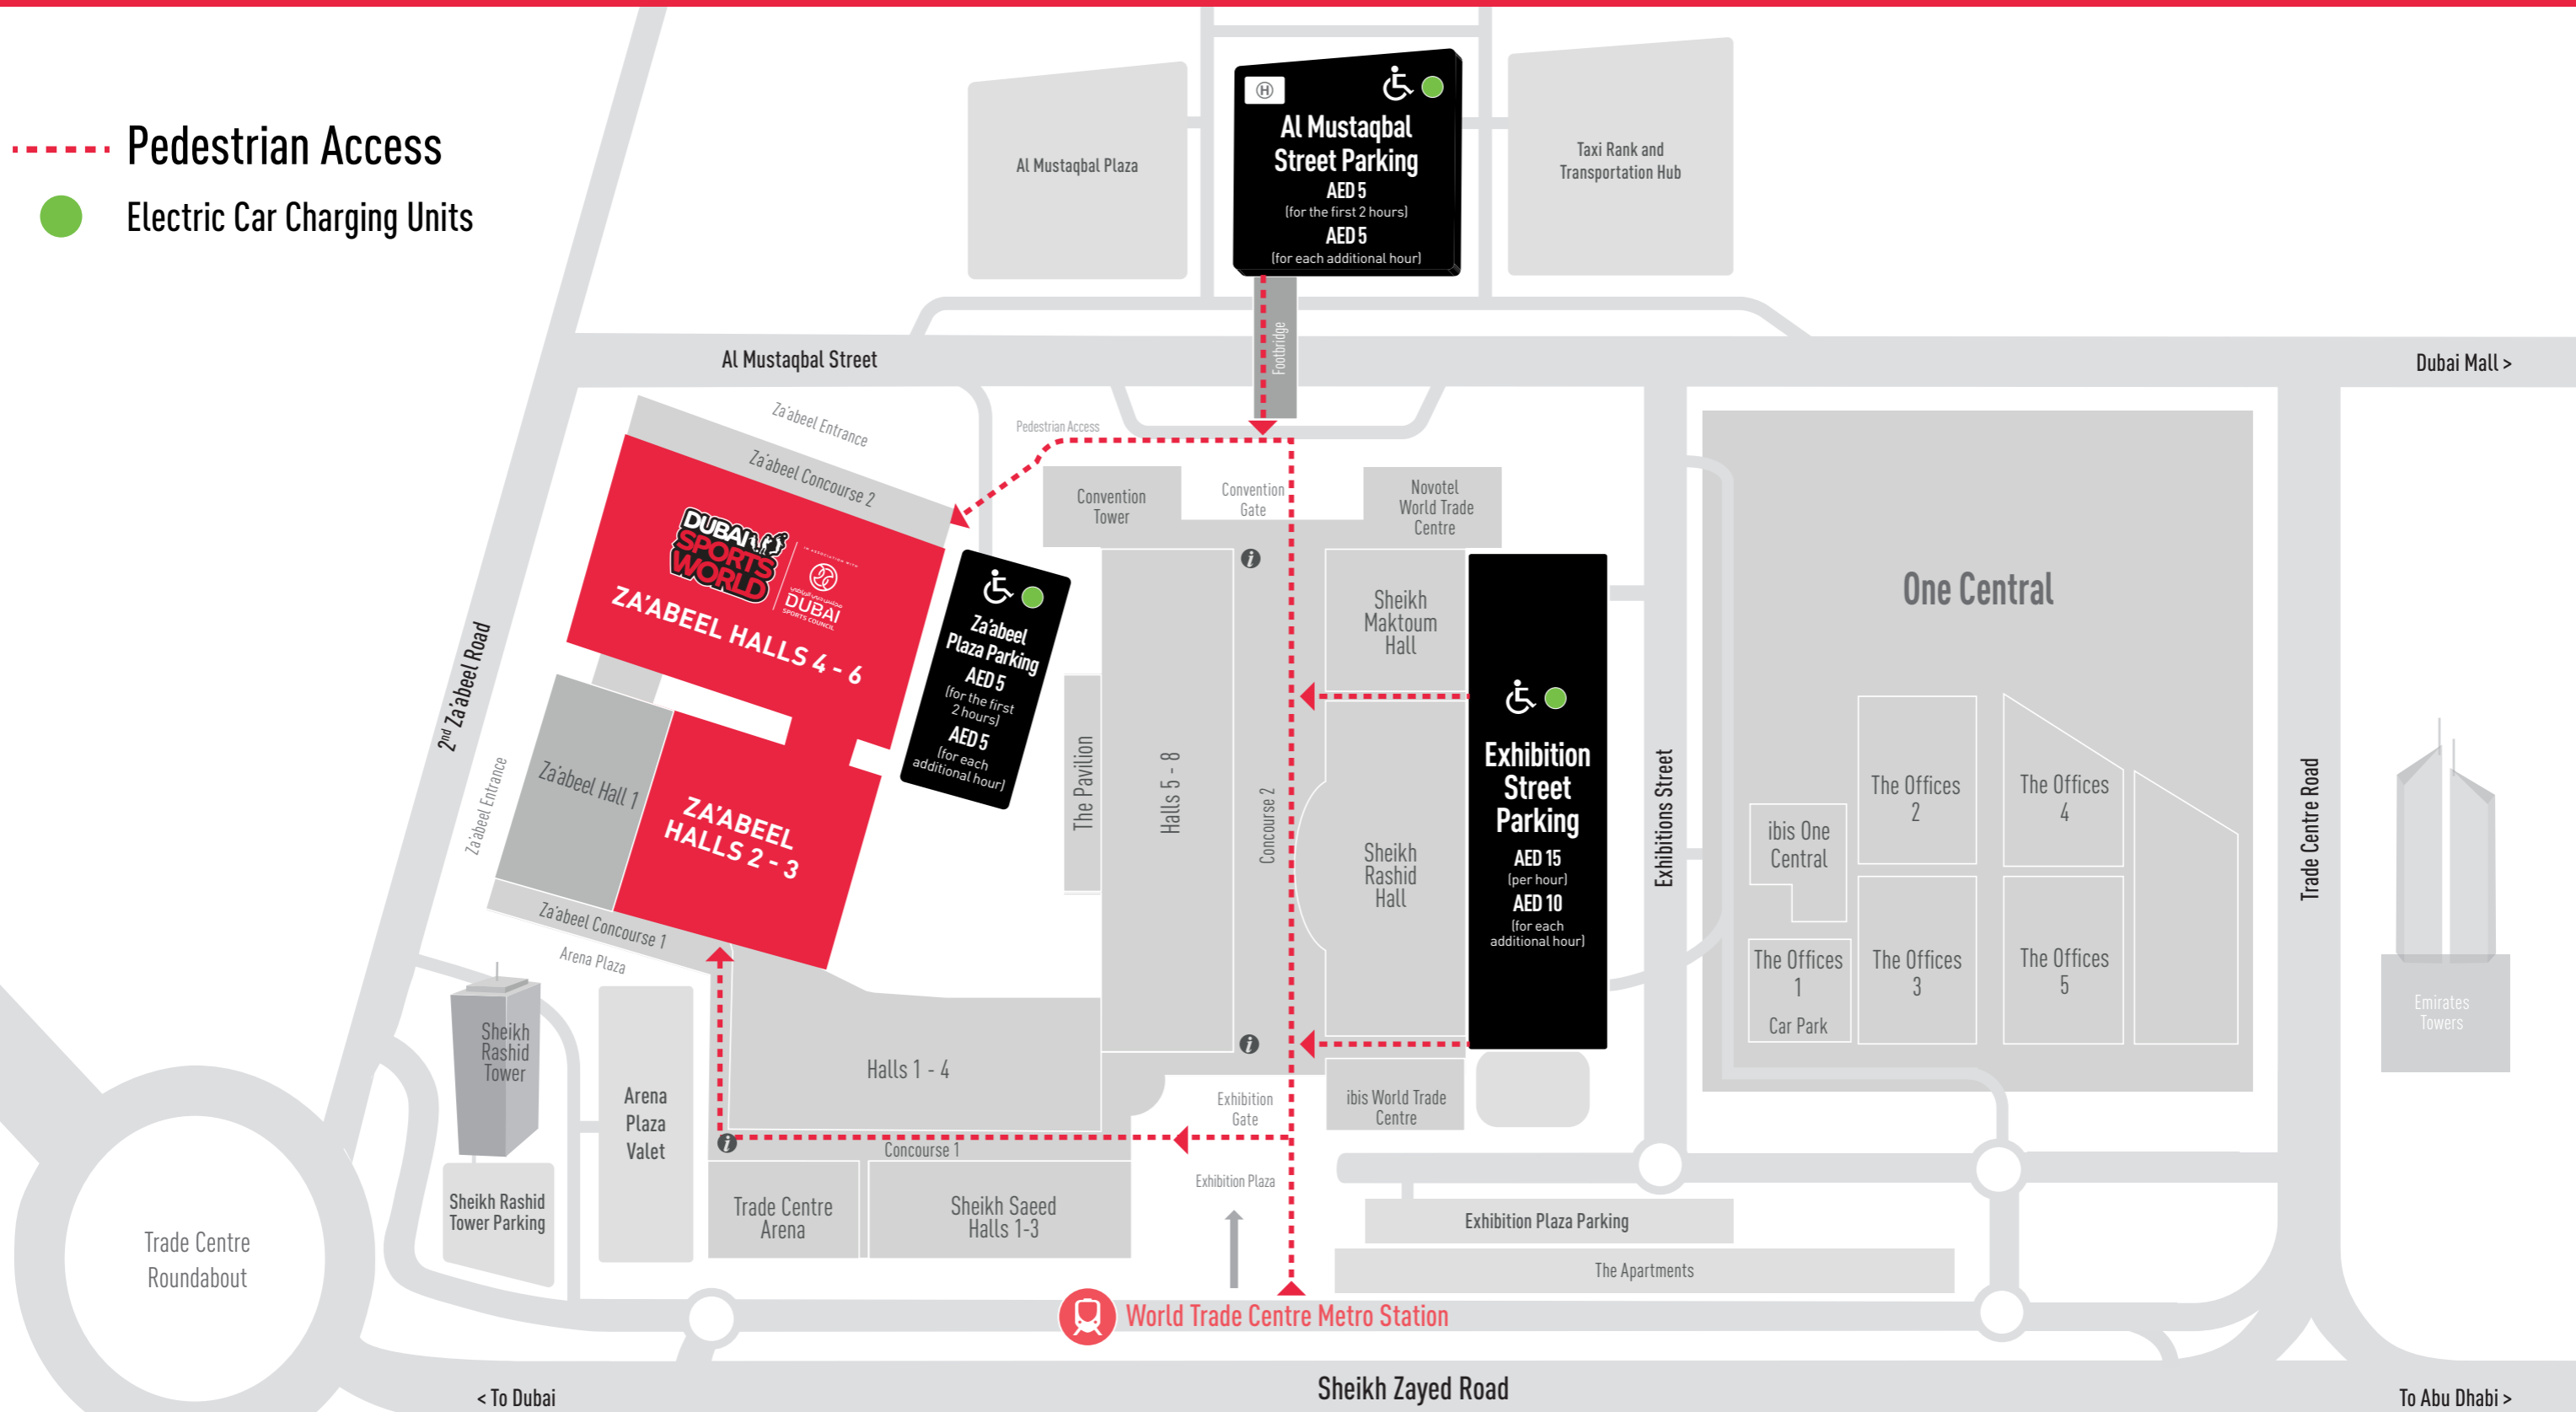 Pedestrian Access
Electric Car Charging Units
Al Mustaqbal Plaza
H
Al Mustaqbal
Street Parking
AED 5
(for the first 2 hours)
AED 5
(for each additional hour)
Taxi Rank and
Transportation Hub
Footbridge
Al Mustaqbal Street
Dubai Mall >
Za'abeel Entrance
Pedestrian Access
Za'abeel Concourse 2
Convention
Tower
Convention
Gate
Novotel
World Trade
Centre
DUBAI
SPORTS
WORLD
IN ASSOCIATION WITH
DUBAI
SPORTS COUNCIL
ZA'ABEEL HALLS 4 - 6
Za'abeel
Plaza Parking
AED 5
(for the first
2 hours)
AED 5
(for each
additional hour)
i
Sheikh
Maktoum
Hall
One Central
2nd Za'abeel Road
Za'abeel Entrance
Za'abeel Hall 1
ZA'ABEEL
HALLS 2 - 3
The Pavilion
Halls 5 - 8
Concourse 2
Sheikh
Rashid
Hall
Exhibition
Street
Parking
AED 15
(per hour)
AED 10
(for each
additional hour)
Exhibitions Street
ibis One
Central
The Offices
2
The Offices
4
The Offices
1
Car Park
The Offices
3
The Offices
5
Trade Centre Road
Emirates
Towers
Za'abeel Concourse 1
Arena Plaza
Sheikh
Rashid
Tower
Arena
Plaza
Valet
Halls 1 - 4
i
Exhibition
Gate
ibis World Trade
Centre
i
Concourse 1
Sheikh Rashid
Tower Parking
Trade Centre
Arena
Sheikh Saeed
Halls 1-3
Exhibition Plaza
Exhibition Plaza Parking
The Apartments
Trade Centre
Roundabout
World Trade Centre Metro Station
< To Dubai
Sheikh Zayed Road
To Abu Dhabi >